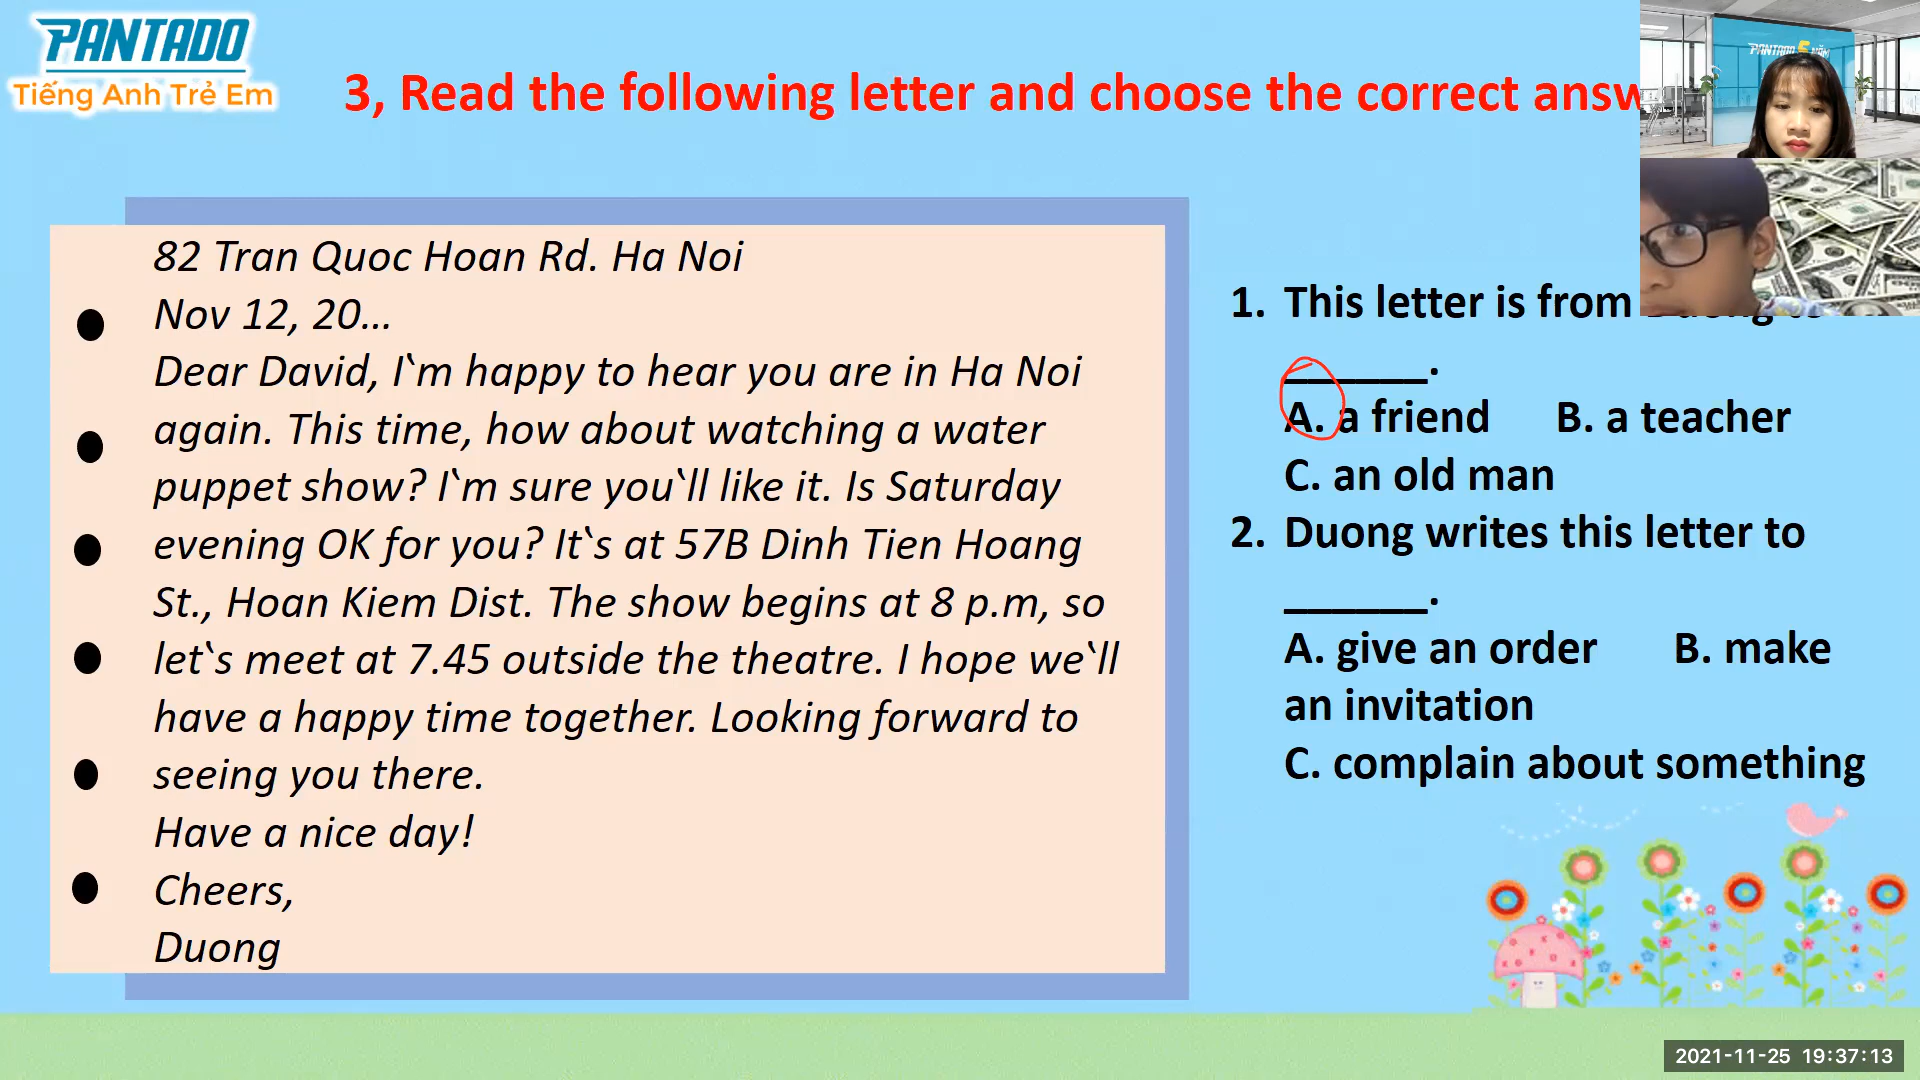 PANTADO
Tiếng Anh Trẻ Em
3, Read the following letter and choose the correct answ
PANTADO 5 NĂM
82 Tran Quoc Hoan Rd. Ha Noi
Nov 12, 20...
Dear David, I‛m happy to hear you are in Ha Noi
again. This time, how about watching a water
puppet show? I‛m sure you‛ll like it. Is Saturday
evening OK for you? It‛s at 57B Dinh Tien Hoang
St., Hoan Kiem Dist. The show begins at 8 p.m, so
let‛s meet at 7.45 outside the theatre. I hope we‛ll
have a happy time together. Looking forward to
seeing you there.
Have a nice day!
Cheers,
Duong
1. This letter is from
______.
A. a friend B. a teacher
C. an old man
2. Duong writes this letter to
______.
A. give an order B. make
an invitation
C. complain about something
2021-11-25 19:37:13